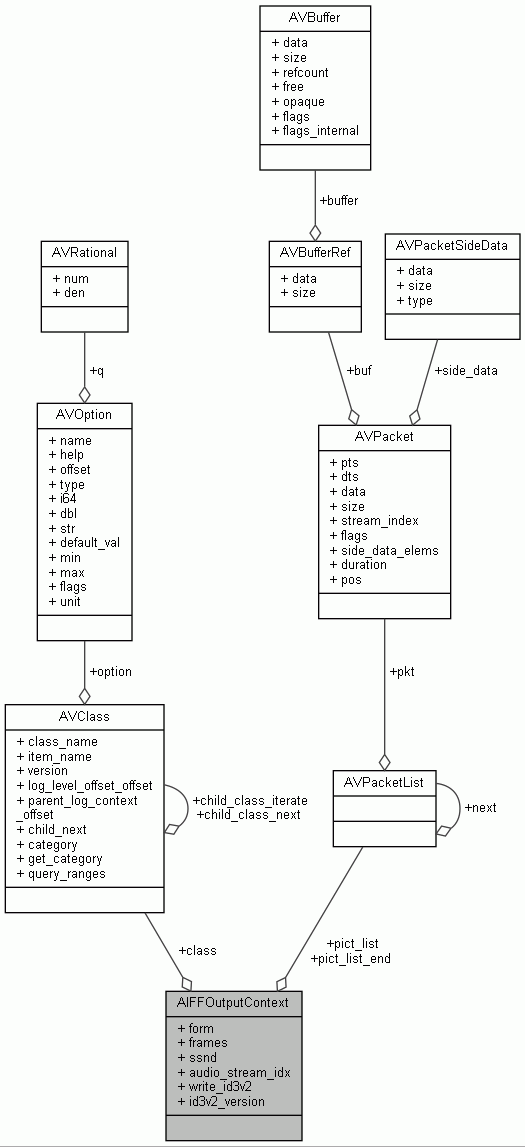 AVBuffer
+ data
+ size
+ refcount
+ free
+ opaque
+ flags
+ flags_internal
+buffer
AVRational
+ num
+ den
AVBufferRef
+ data
+ size
AVPacketSideData
+ data
+ size
+ type
+q
+buf
+side_data
AVOption
+ name
+ help
+ offset
+ type
+ i64
+ dbl
+ str
+ default_val
+ min
+ max
+ flags
+ unit
AVPacket
+ pts
+ dts
+ data
+ size
+ stream_index
+ flags
+ side_data_elems
+ duration
+ pos
+option
+pkt
AVClass
+ class_name
+ item_name
+ version
+ log_level_offset_offset
+ parent_log_context
_offset
+ child_next
+ category
+ get_category
+ query_ranges
+child_class_iterate
+child_class_next
AVPacketList
+next
+class
+pict_list
+pict_list_end
AIFFOutputContext
+ form
+ frames
+ ssnd
+ audio_stream_idx
+ write_id3v2
+ id3v2_version